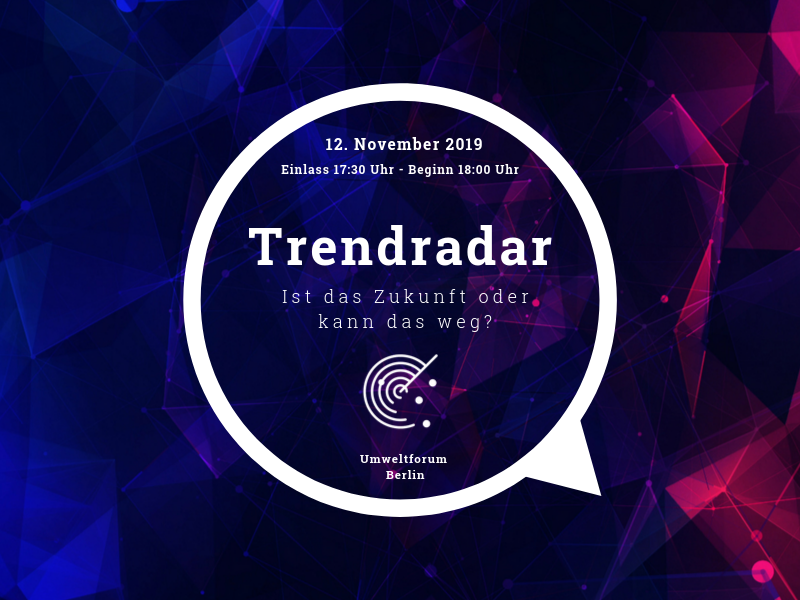 12. November 2019
Einlass 17:30 Uhr - Beginn 18:00 Uhr
Trendradar
Ist das Zukunft oder
kann das weg?
Umweltforum
Berlin